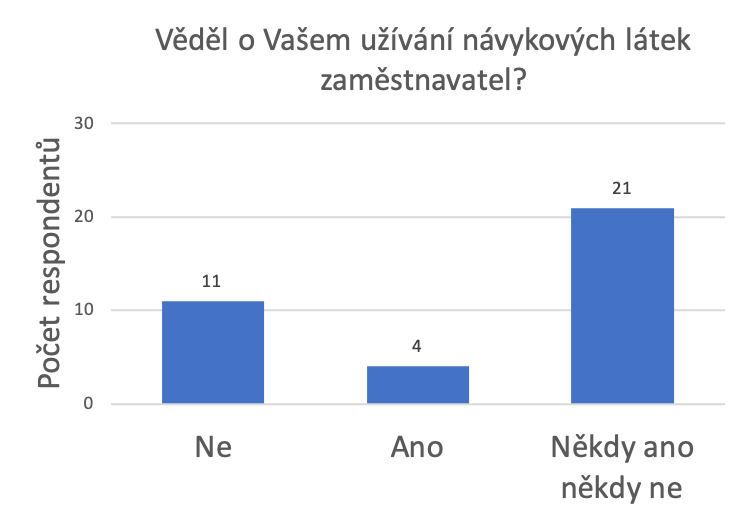 Věděl o Vašem užívání návykových látek
zaměstnavatel?
Počet respondentů
30
20
10
0
11
4
21
Ne
Ano
Někdy ano
někdy ne